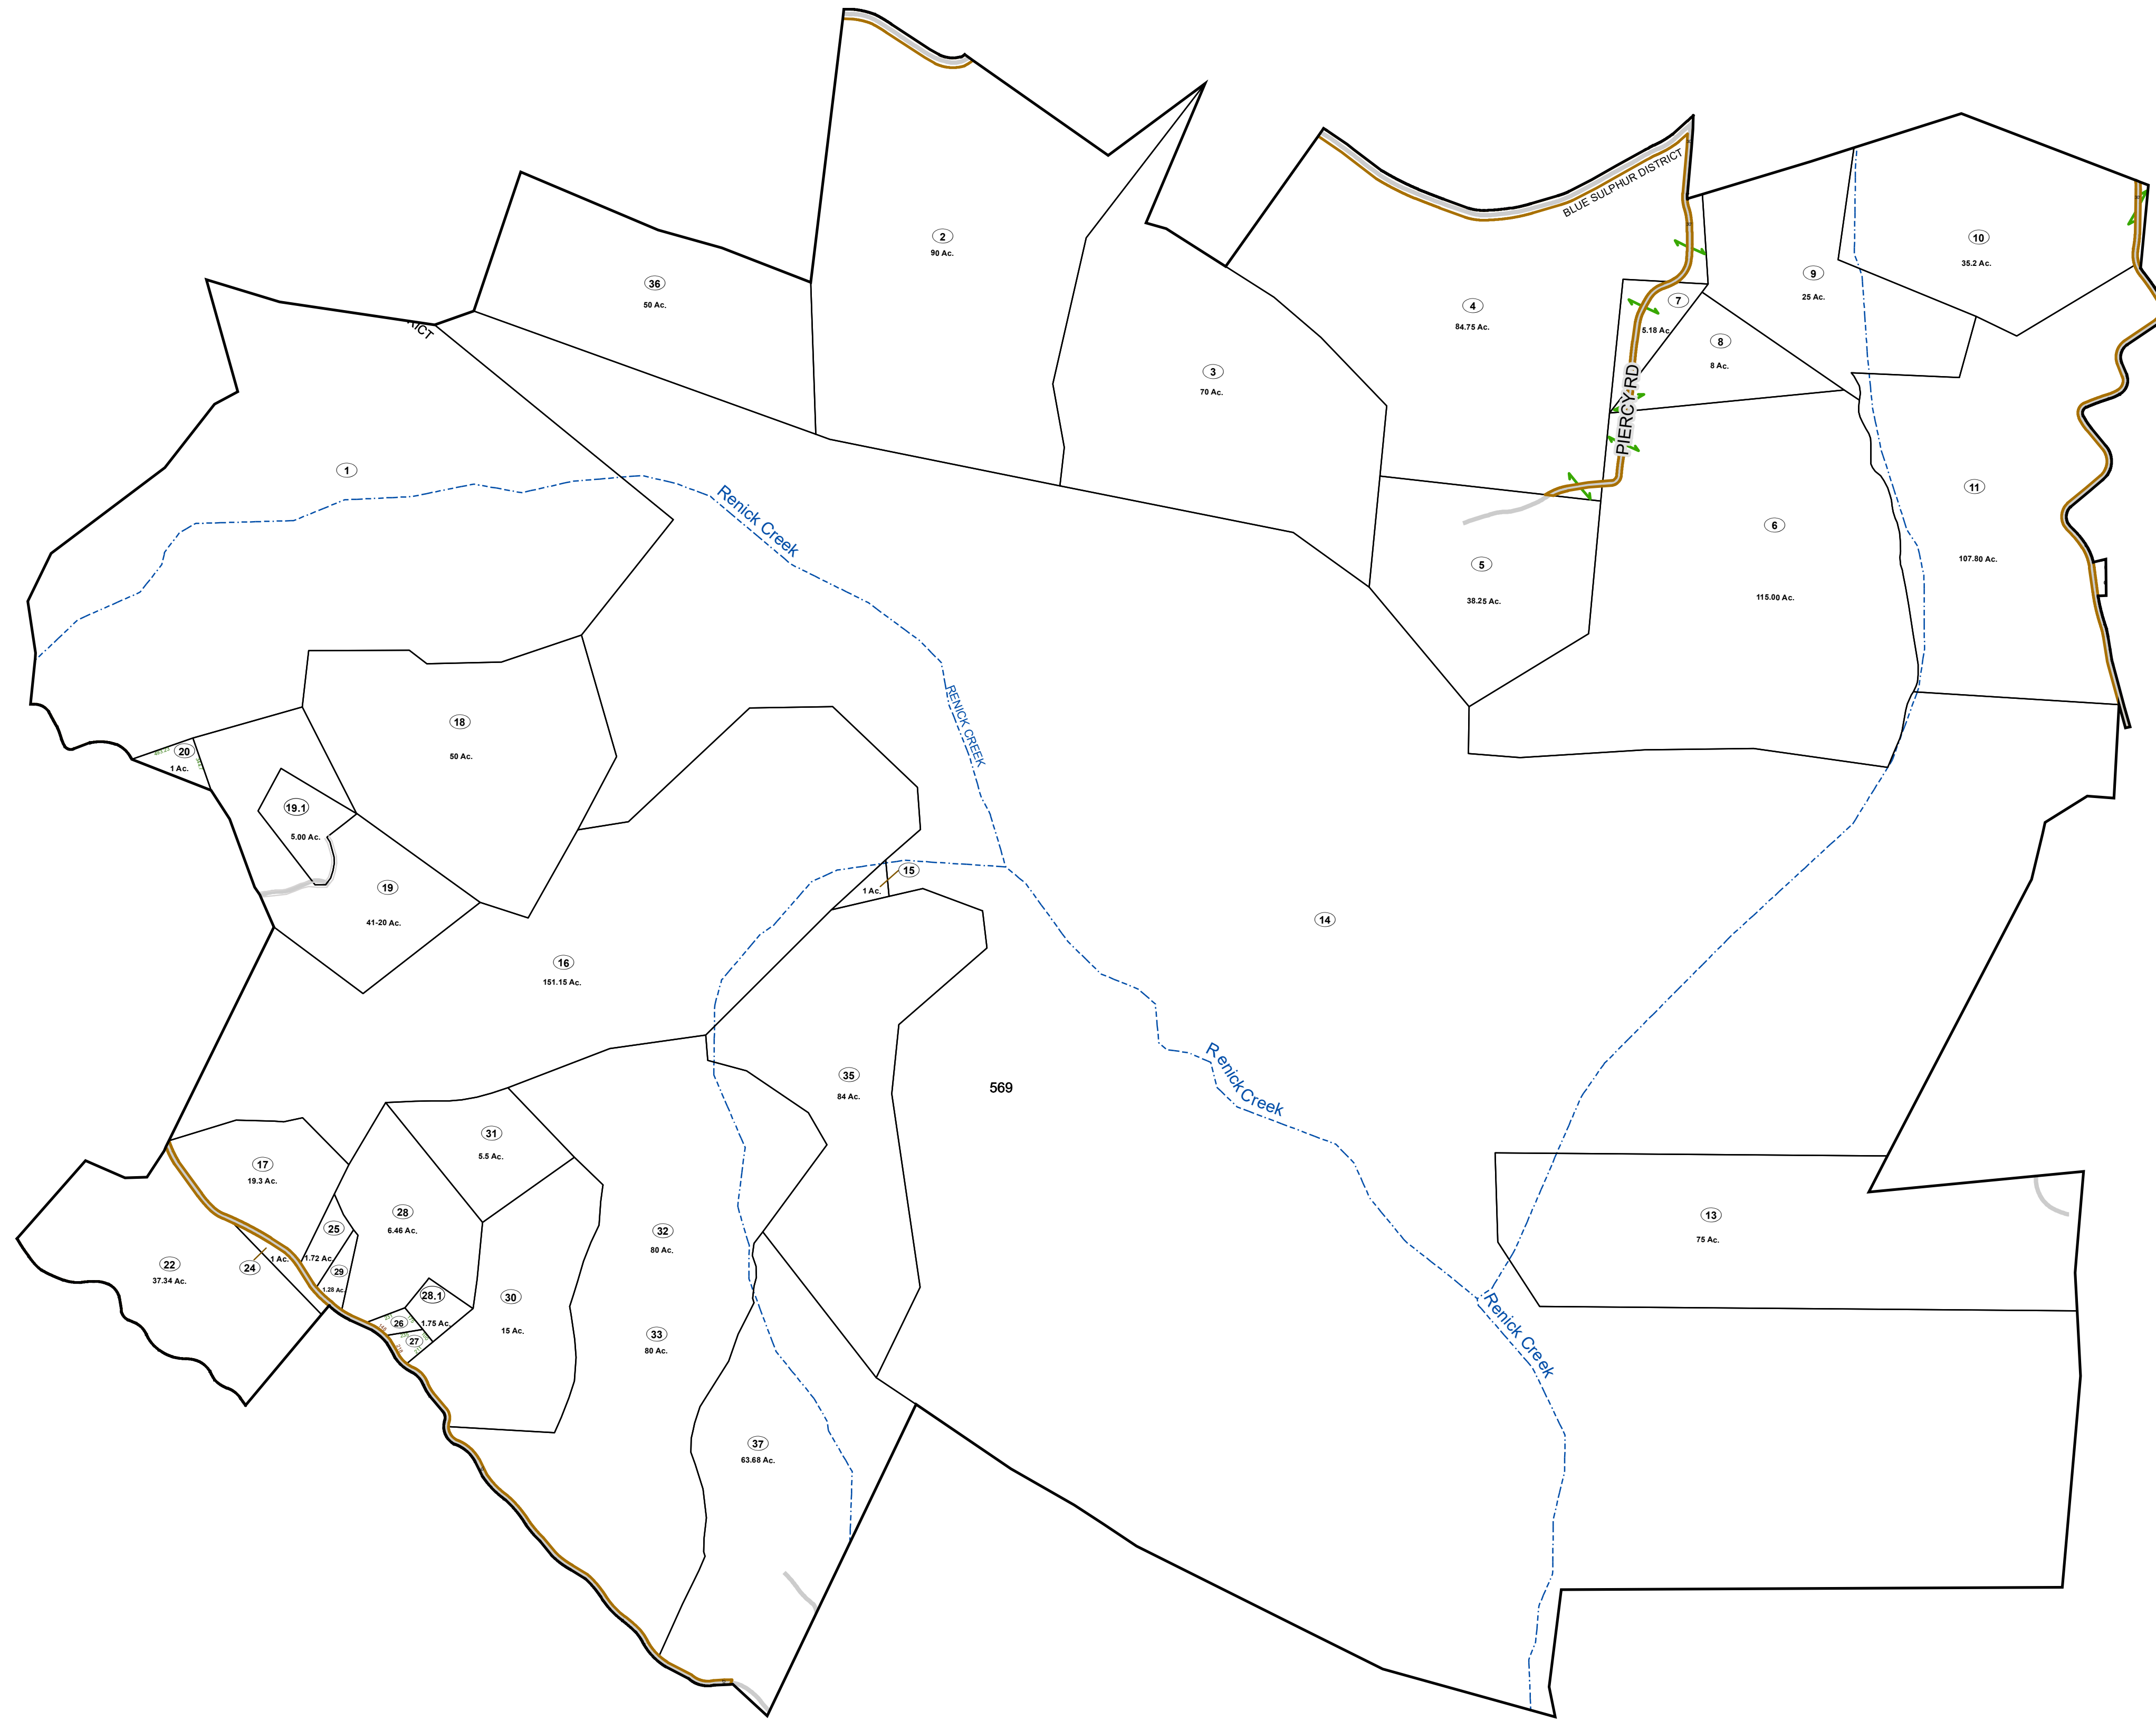 BLUE SULPHUR DISTRICT
2
90 Ac.
10
35.2 Ac.
36
50 Ac.
9
25 Ac.
4
84.75 Ac.
7
5.18 Ac.
RICT
8
8 Ac.
3
70 Ac.
PIERCY RD
1
11
107.80 Ac.
Renick Creek
6
115.00 Ac.
5
38.25 Ac.
RENICK CREEK
18
50 Ac.
20
1 Ac.
19.1
5.00 Ac.
19
41-20 Ac.
15
1 Ac.
14
16
151.15 Ac.
35
84 Ac.
569
Renick Creek
31
5.5 Ac.
17
19.3 Ac.
28
6.46 Ac.
25
1.72 Ac.
32
80 Ac.
13
75 Ac.
22
37.34 Ac.
24
1 Ac.
29
1.28 Ac.
28.1
1.75 Ac.
26
27
30
15 Ac.
33
80 Ac.
Renick Creek
37
63.68 Ac.